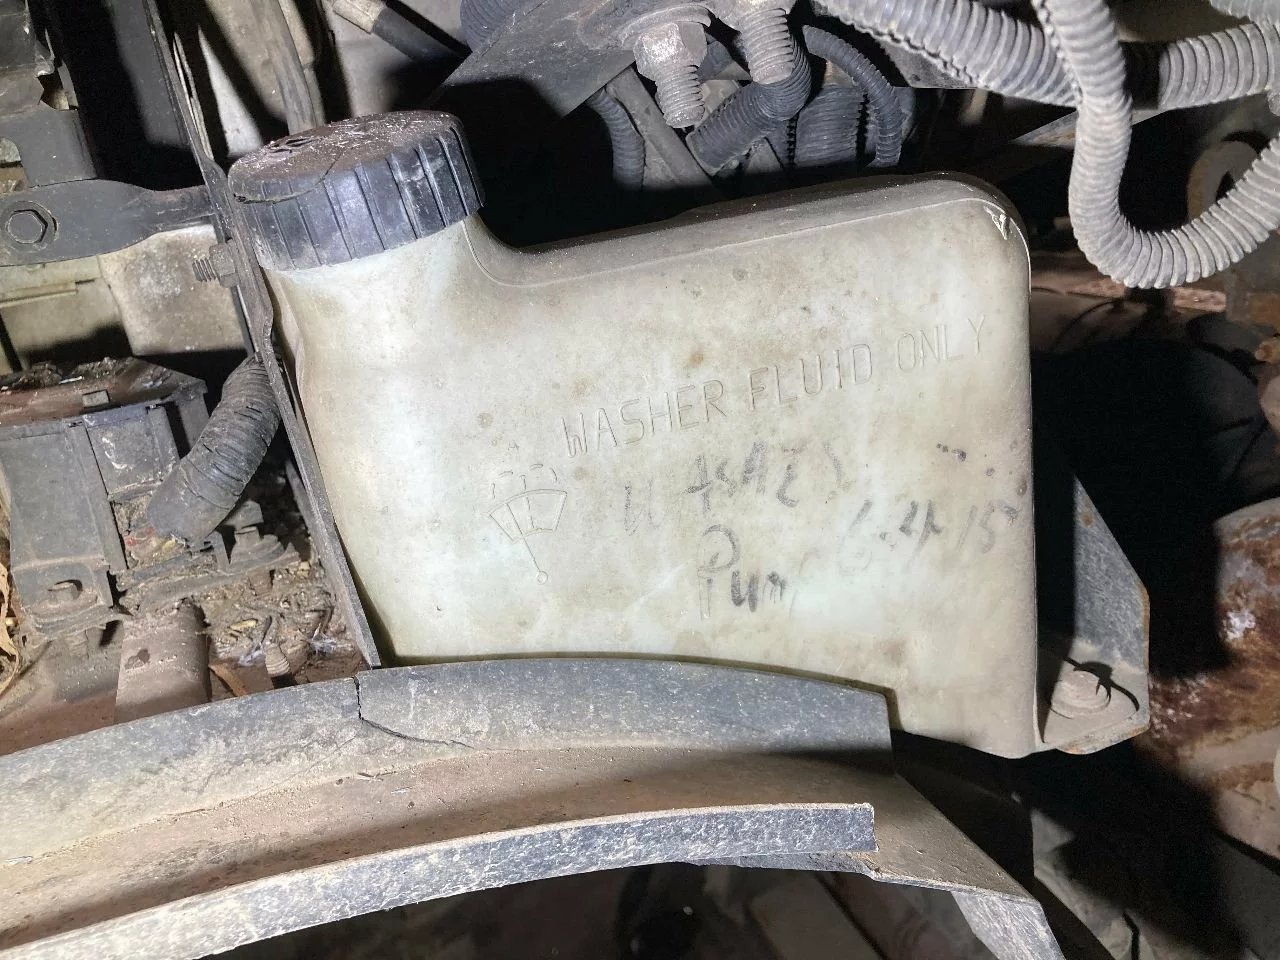 WASHER FLUID ONLY
WASHER
Pump 6-4-15